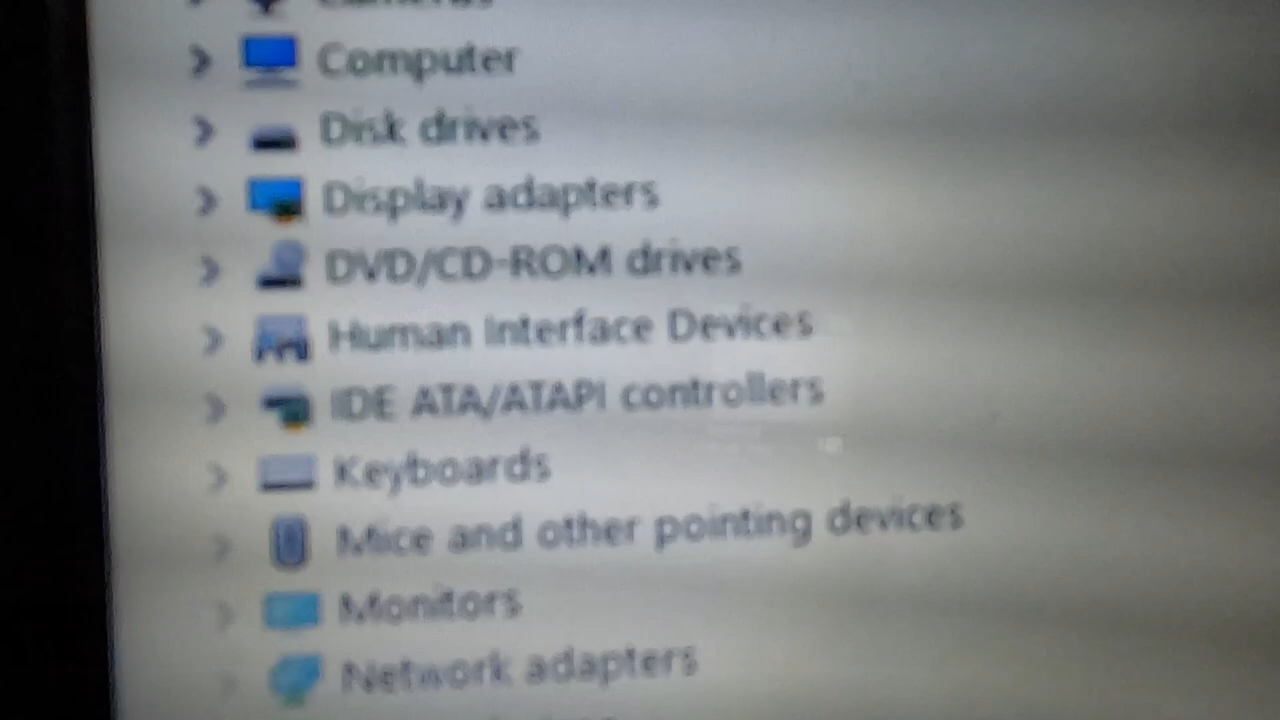 Cameras
Computer
Disk drives
Display adapters
DVD/CD-ROM drives
Human Interface Devices
IDE ATA/ATAPI controllers
Keyboards
Mice and other pointing devices
Monitors
Network adapters